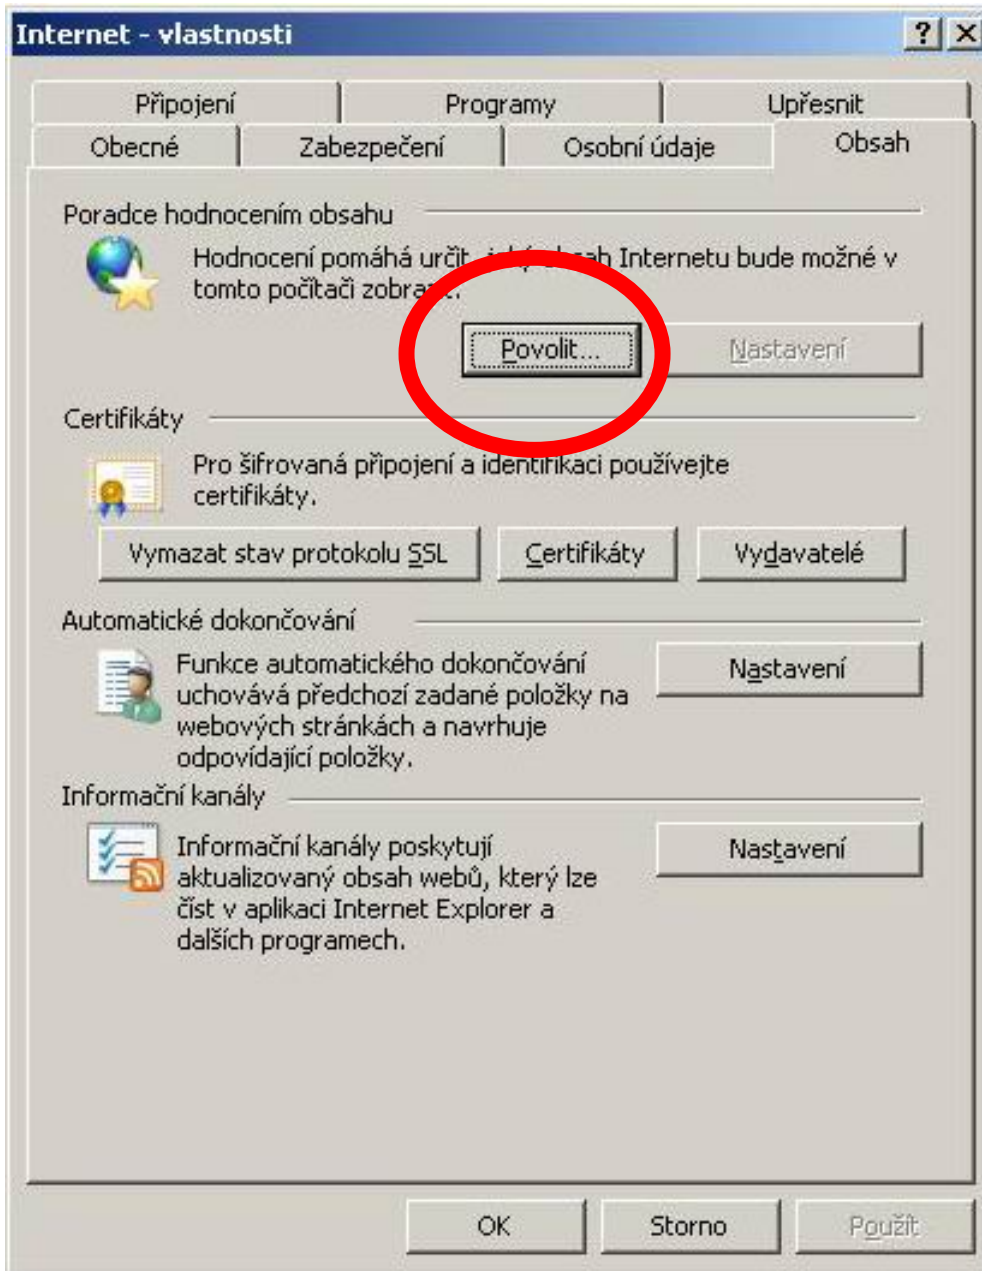 Internet - vlastnosti
Připojení Programy Upřesnit
Obecné Zabezpečení Osobní údaje Obsah
Poradce hodnocením obsahu
Hodnocení pomáhá určit, obsah Internetu bude možné v
tomto počítači
Povolit... Nastavení
Certifikáty
Pro šifrovaná připojení a identifikaci používejte
certifikáty.
Vymazat stav protokolu SSL Certifikáty Vydavatelé
Automatické dokončování
Funkce automatického dokončování
uchovává předchozí zadané položky na
webových stránkách a navrhuje
odpovídající položky.
Nastavení
Informační kanály
Informační kanály poskytují
aktualizovaný obsah webů, který lze
číst v aplikaci Internet Explorer a
dalších programech.
Nastavení
OK Storno Použít